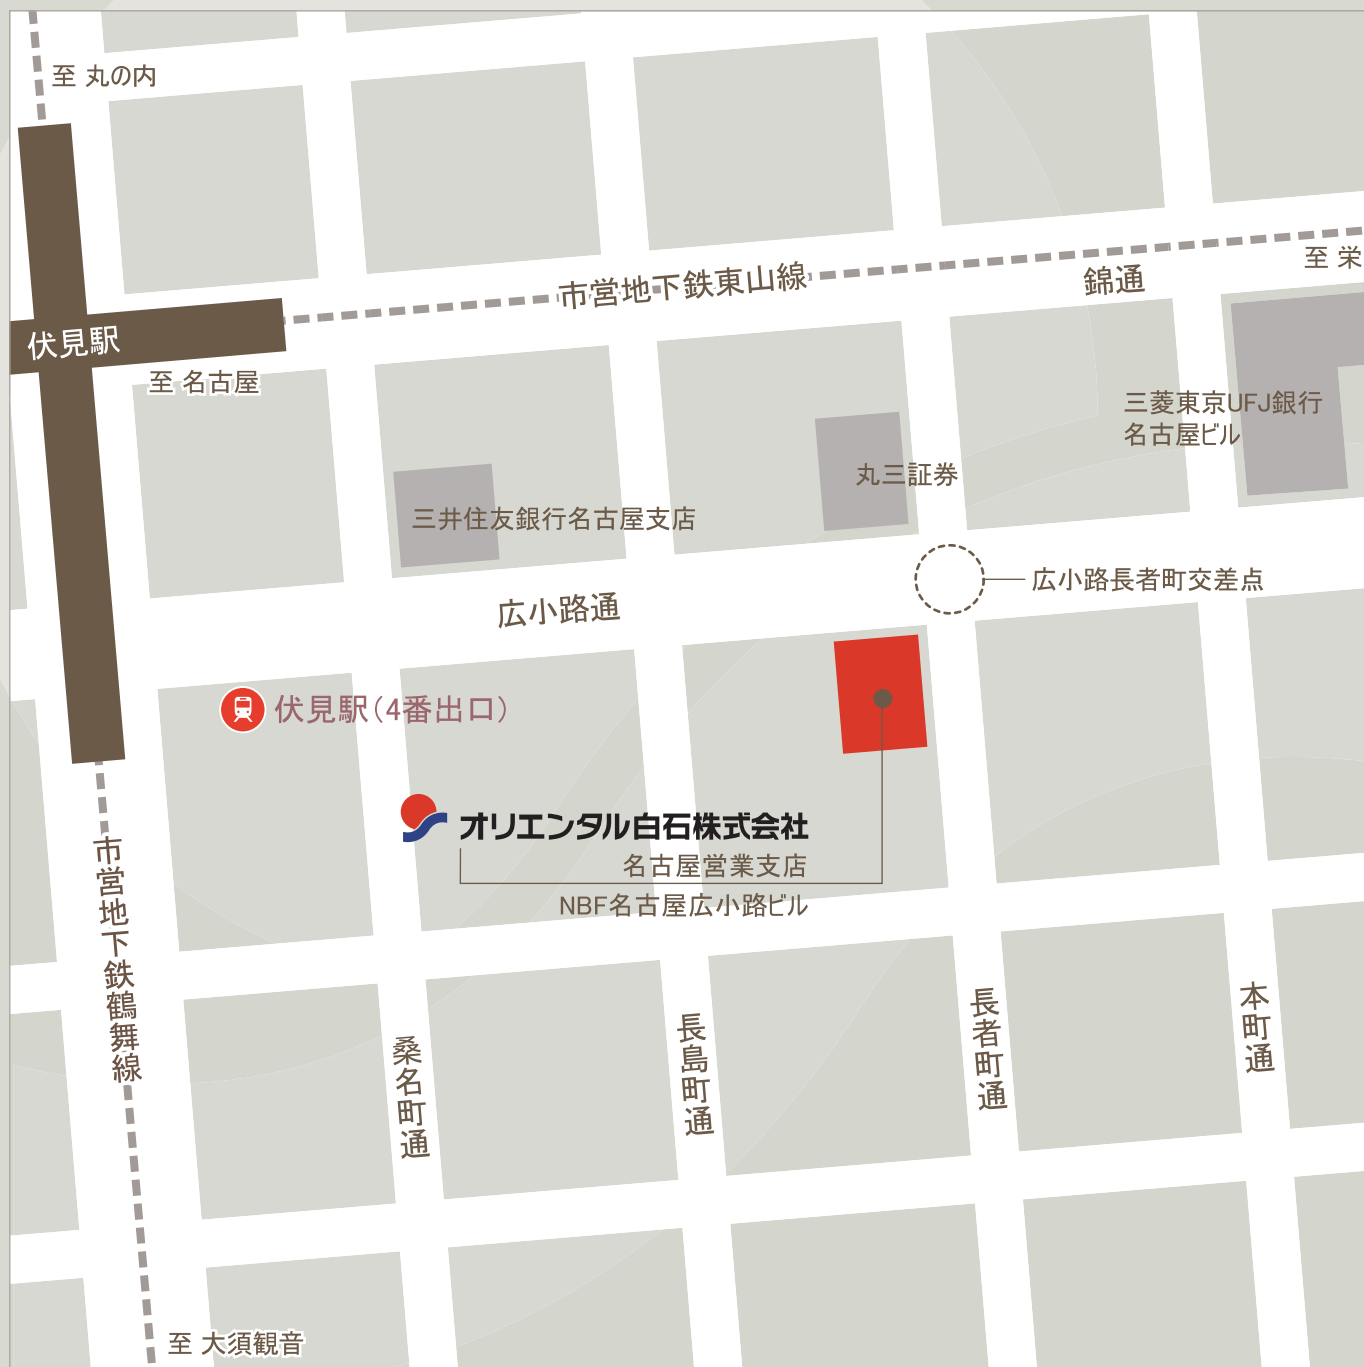 至 丸の内
市営地下鉄東山線
錦通
至 栄
伏見駅
至 名古屋
三菱東京UFJ銀行
名古屋ビル
丸三証券
三井住友銀行名古屋支店
広小路長者町交差点
広小路通
伏見駅(4番出口)
オリエンタル白石株式会社
名古屋営業支店
NBF名古屋広小路ビル
市営地下鉄鶴舞線
桑名町通
長島町通
長者町通
本町通
至 大須観音